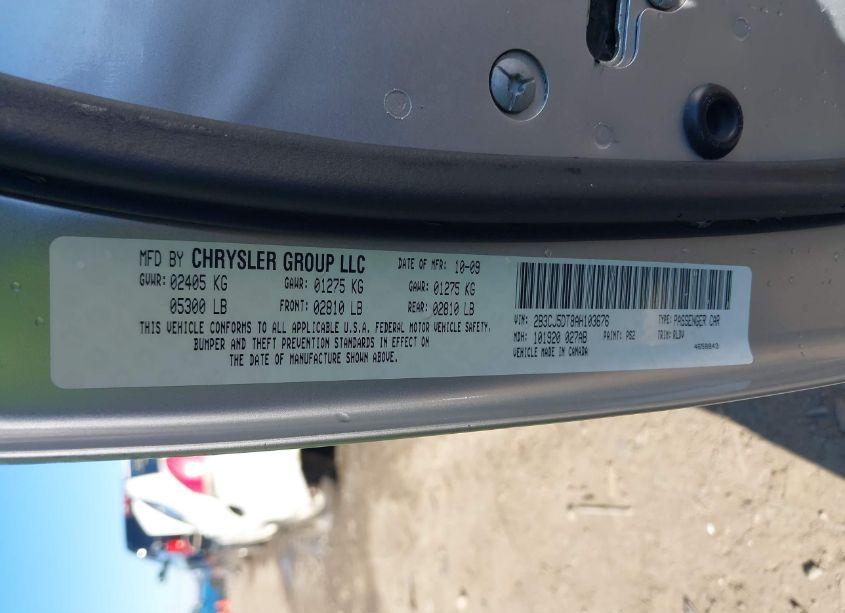 MFD BY CHRYSLER GROUP LLC DATE OF MFR: 10-09
GVWR: 02405 KG GAWR: 01275 KG GAWR: 01275 KG
05300 LB FRONT: 02810 LB REAR: 02810 LB
THIS VEHICLE CONFORMS TO ALL APPLICABLE U.S.A. FEDERAL MOTOR VEHICLE SAFETY,
BUMPER AND THEFT PREVENTION STANDARDS IN EFFECT ON
THE DATE OF MANUFACTURE SHOWN ABOVE.
VIN: 2B3CJ5DT8AH103676 TYPE: PASSENGER CAR
MDH: 101920 027AB PAINT: PS2 TRIM: RLDV
VEHICLE MADE IN CANADA